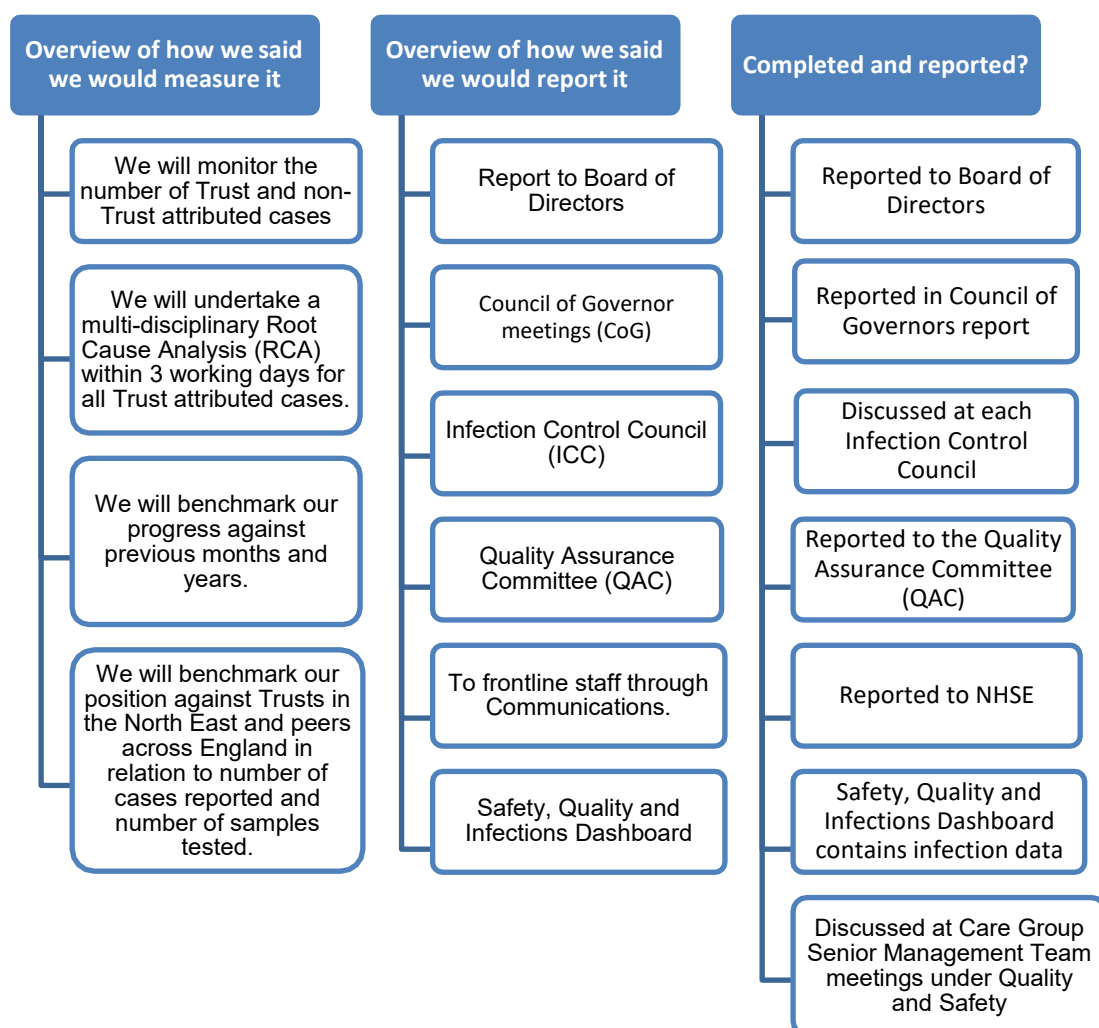 Overview of how we said
we would measure it
We will monitor the
number of Trust and non-
Trust attributed cases
We will undertake a
multi-disciplinary Root
Cause Analysis (RCA)
within 3 working days for
all Trust attributed cases.
We will benchmark our
progress against
previous months and
years.
We will benchmark our
position against Trusts in
the North East and peers
across England in
relation to number of
cases reported and
number of samples
tested.
Overview of how we said
we would report it
Report to Board of
Directors
Council of Governor
meetings (CoG)
Infection Control Council
(ICC)
Quality Assurance
Committee (QAC)
To frontline staff through
Communications.
Safety, Quality and
Infections Dashboard
Completed and reported?
Reported to Board of
Directors
Reported in Council of
Governors report
Discussed at each
Infection Control
Council
Reported to the Quality
Assurance Committee
(QAC)
Reported to NHSE
Safety, Quality and
Infections Dashboard
contains infection data
Discussed at Care Group
Senior Management Team
meetings under Quality
and Safety